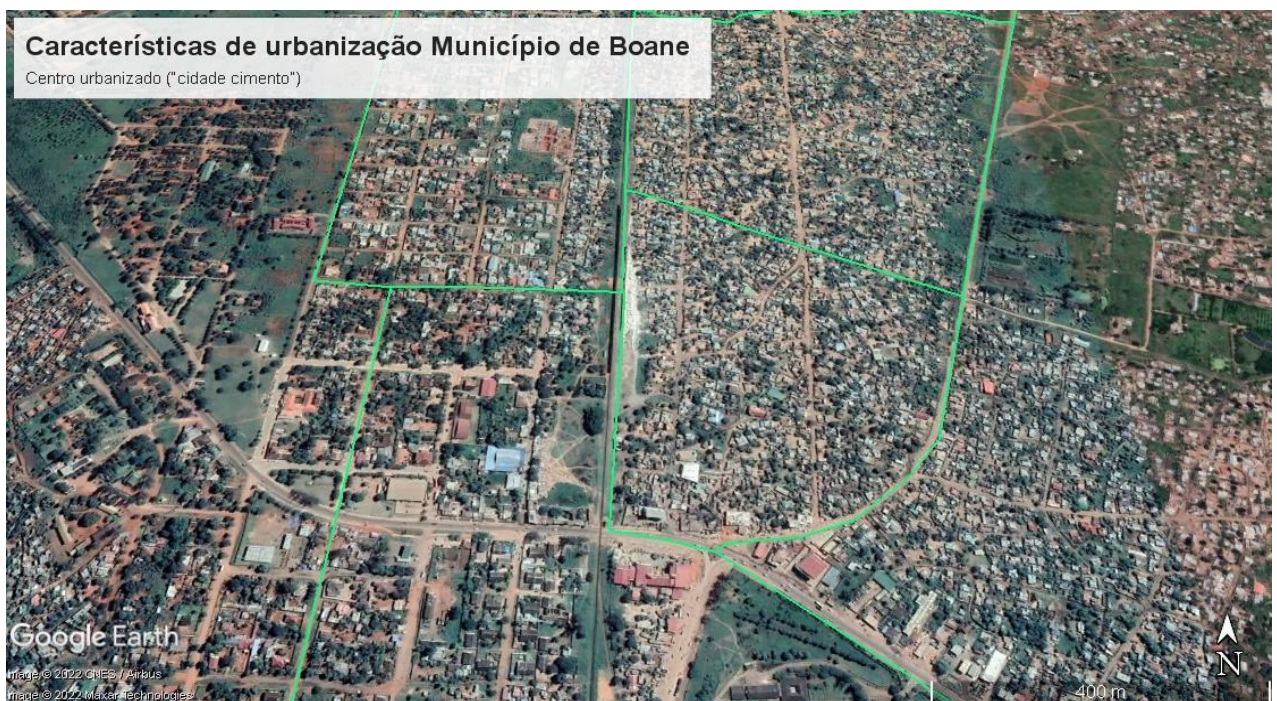 Características de urbanização Município de Boane
Centro urbanizado ("cidade cimento")
Google Earth
Image © 2022 CNES / Airbus
Image © 2022 Maxar Technologies
N
400 m